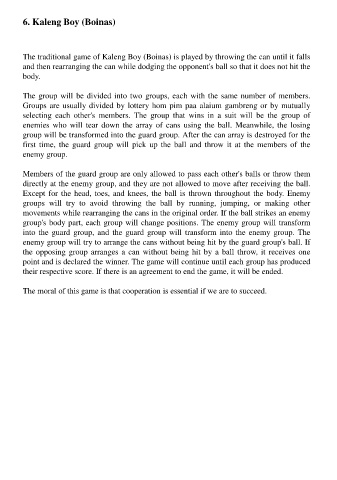 6. Kaleng Boy (Boinas)
The traditional game of Kaleng Boy (Boinas) is played by throwing the can until it falls
and then rearranging the can while dodging the opponent's ball so that it does not hit the
body.
The group will be divided into two groups, each with the same number of members.
Groups are usually divided by lottery hom pim paa alaium gambreng or by mutually
selecting each other's members. The group that wins in a suit will be the group of
enemies who will tear down the array of cans using the ball. Meanwhile, the losing
group will be transformed into the guard group. After the can array is destroyed for the
first time, the guard group will pick up the ball and throw it at the members of the
enemy group.
Members of the guard group are only allowed to pass each other's balls or throw them
directly at the enemy group, and they are not allowed to move after receiving the ball.
Except for the head, toes, and knees, the ball is thrown throughout the body. Enemy
groups will try to avoid throwing the ball by running, jumping, or making other
movements while rearranging the cans in the original order. If the ball strikes an enemy
group's body part, each group will change positions. The enemy group will transform
into the guard group, and the guard group will transform into the enemy group. The
enemy group will try to arrange the cans without being hit by the guard group's ball. If
the opposing group arranges a can without being hit by a ball throw, it receives one
point and is declared the winner. The game will continue until each group has produced
their respective score. If there is an agreement to end the game, it will be ended.
The moral of this game is that cooperation is essential if we are to succeed.